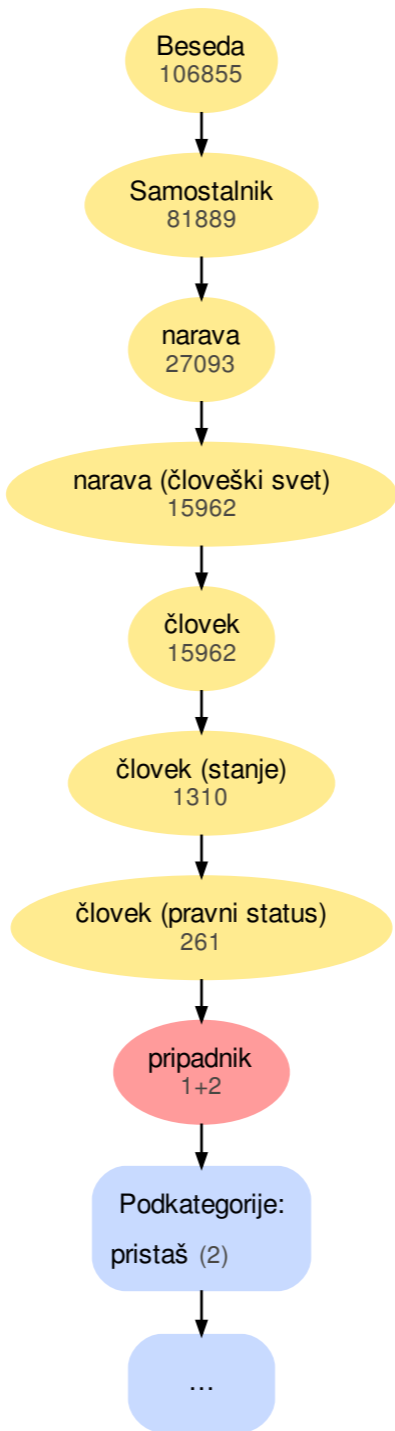 Beseda
106855
Samostalnik
81889
narava
27093
narava (človeški svet)
15962
človek
15962
človek (stanje)
1310
človek (pravni status)
261
pripadnik
1+2
Podkategorije:
pristaš (2)
...